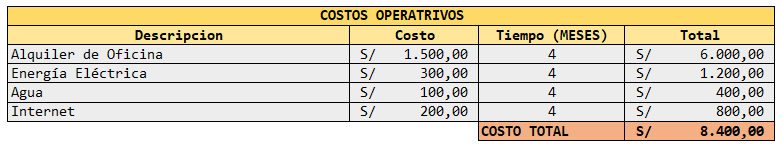 COSTOS OPERATRIVOS
Descripcion Costo Tiempo (MESES) Total
Alquiler de Oficina S/ 1.500,00 4 S/ 6.000,00
Energía Eléctrica S/ 300,00 4 S/ 1.200,00
Agua S/ 100,00 4 S/ 400,00
Internet S/ 200,00 4 S/ 800,00
COSTO TOTAL S/ 8.400,00